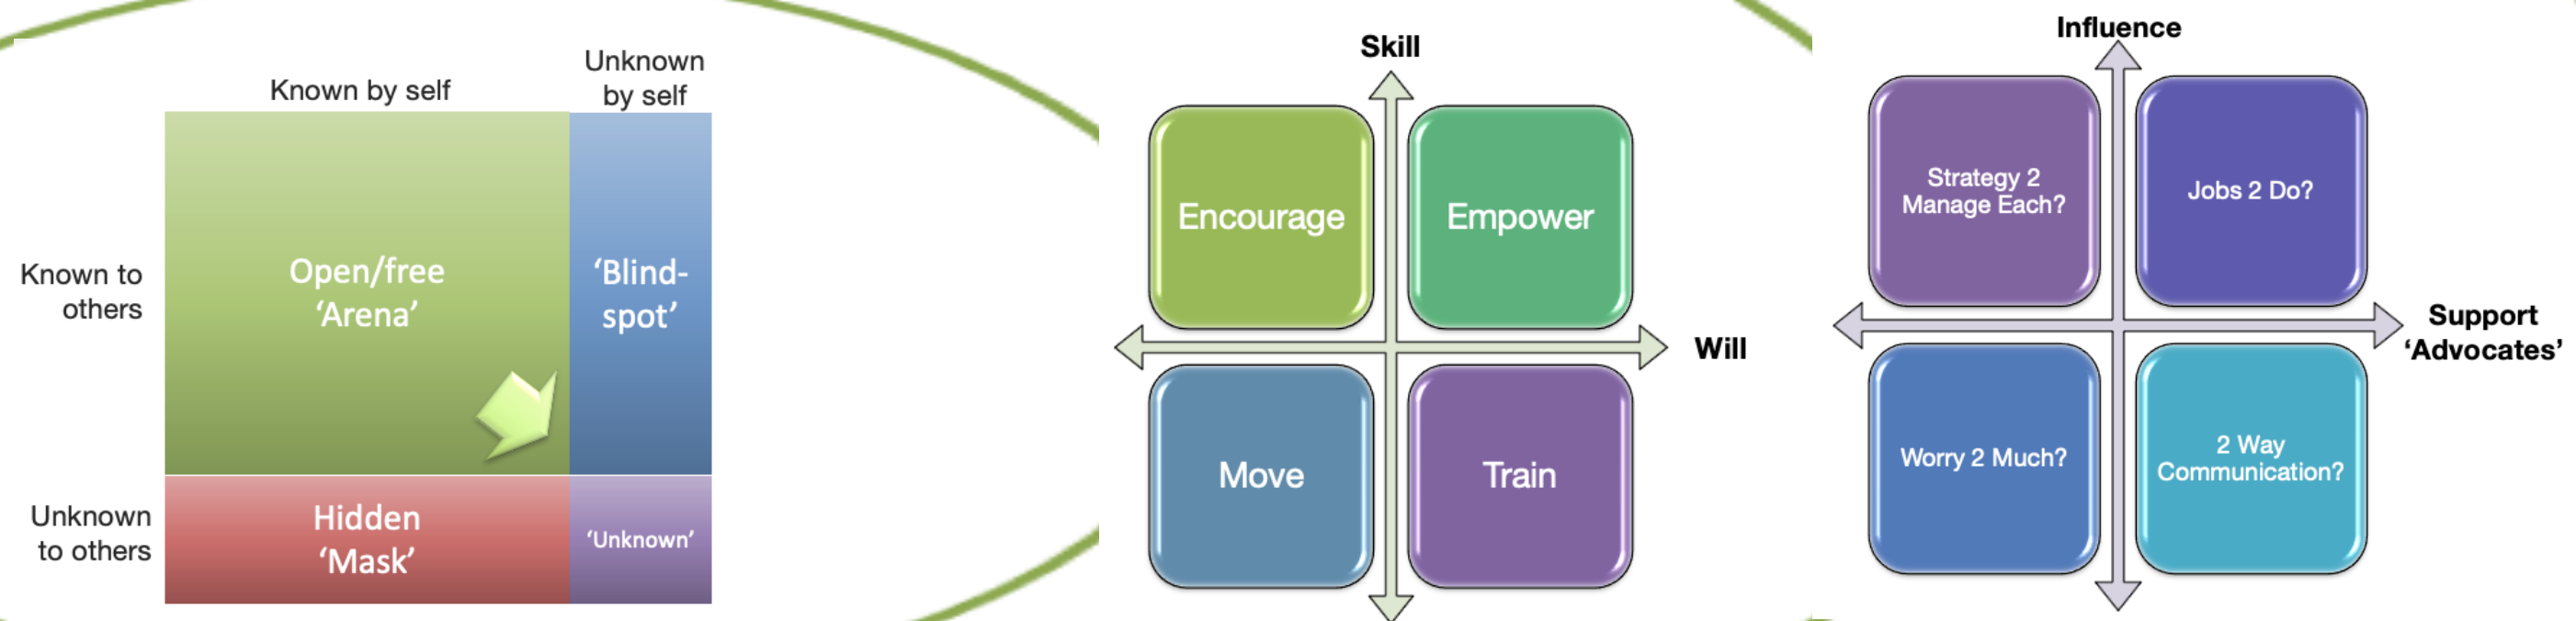 Known by self
Unknown
by self
Known to
others
Open/free
‘Arena’
‘Blind-
spot’
Unknown
to others
Hidden
‘Mask’
‘Unknown’
Skill
Encourage
Empower
Will
Move
Train
Influence
Strategy 2
Manage Each?
Jobs 2 Do?
Support
‘Advocates’
Worry 2 Much?
2 Way
Communication?